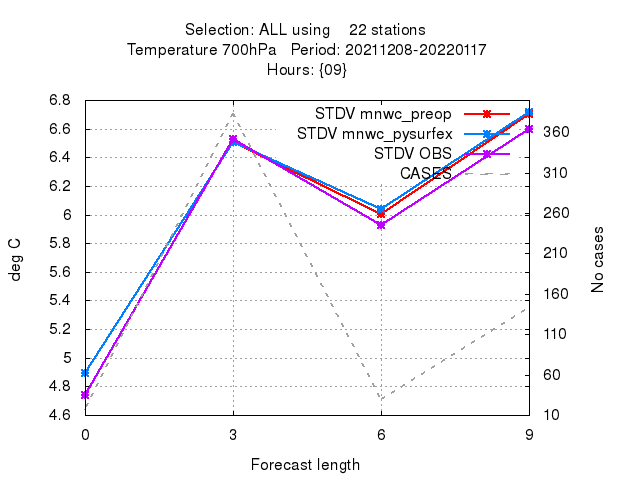 Selection: ALL using    22 stations
Temperature 700hPa   Period: 20211208-20220117
Hours: {09}
STDV mnwc_preop
STDV mnwc_pysurfex
STDV OBS
CASES
6.8
6.6
6.4
6.2
6
5.8
5.6
5.4
5.2
5
4.8
4.6
deg C
360
310
260
210
160
110
60
10
No cases
0 3 6 9
Forecast length